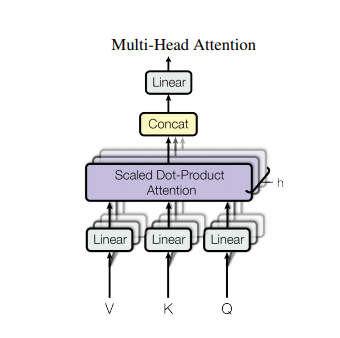 Multi-Head Attention
Linear
Concat
Scaled Dot-Product
Attention
h
Linear Linear Linear
V K Q